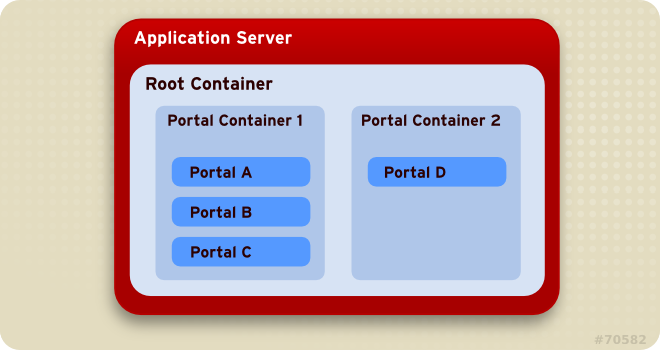 Application Server
Root Container
Portal Container 1
Portal Container 2
Portal A
Portal D
Portal B
Portal C
#70582